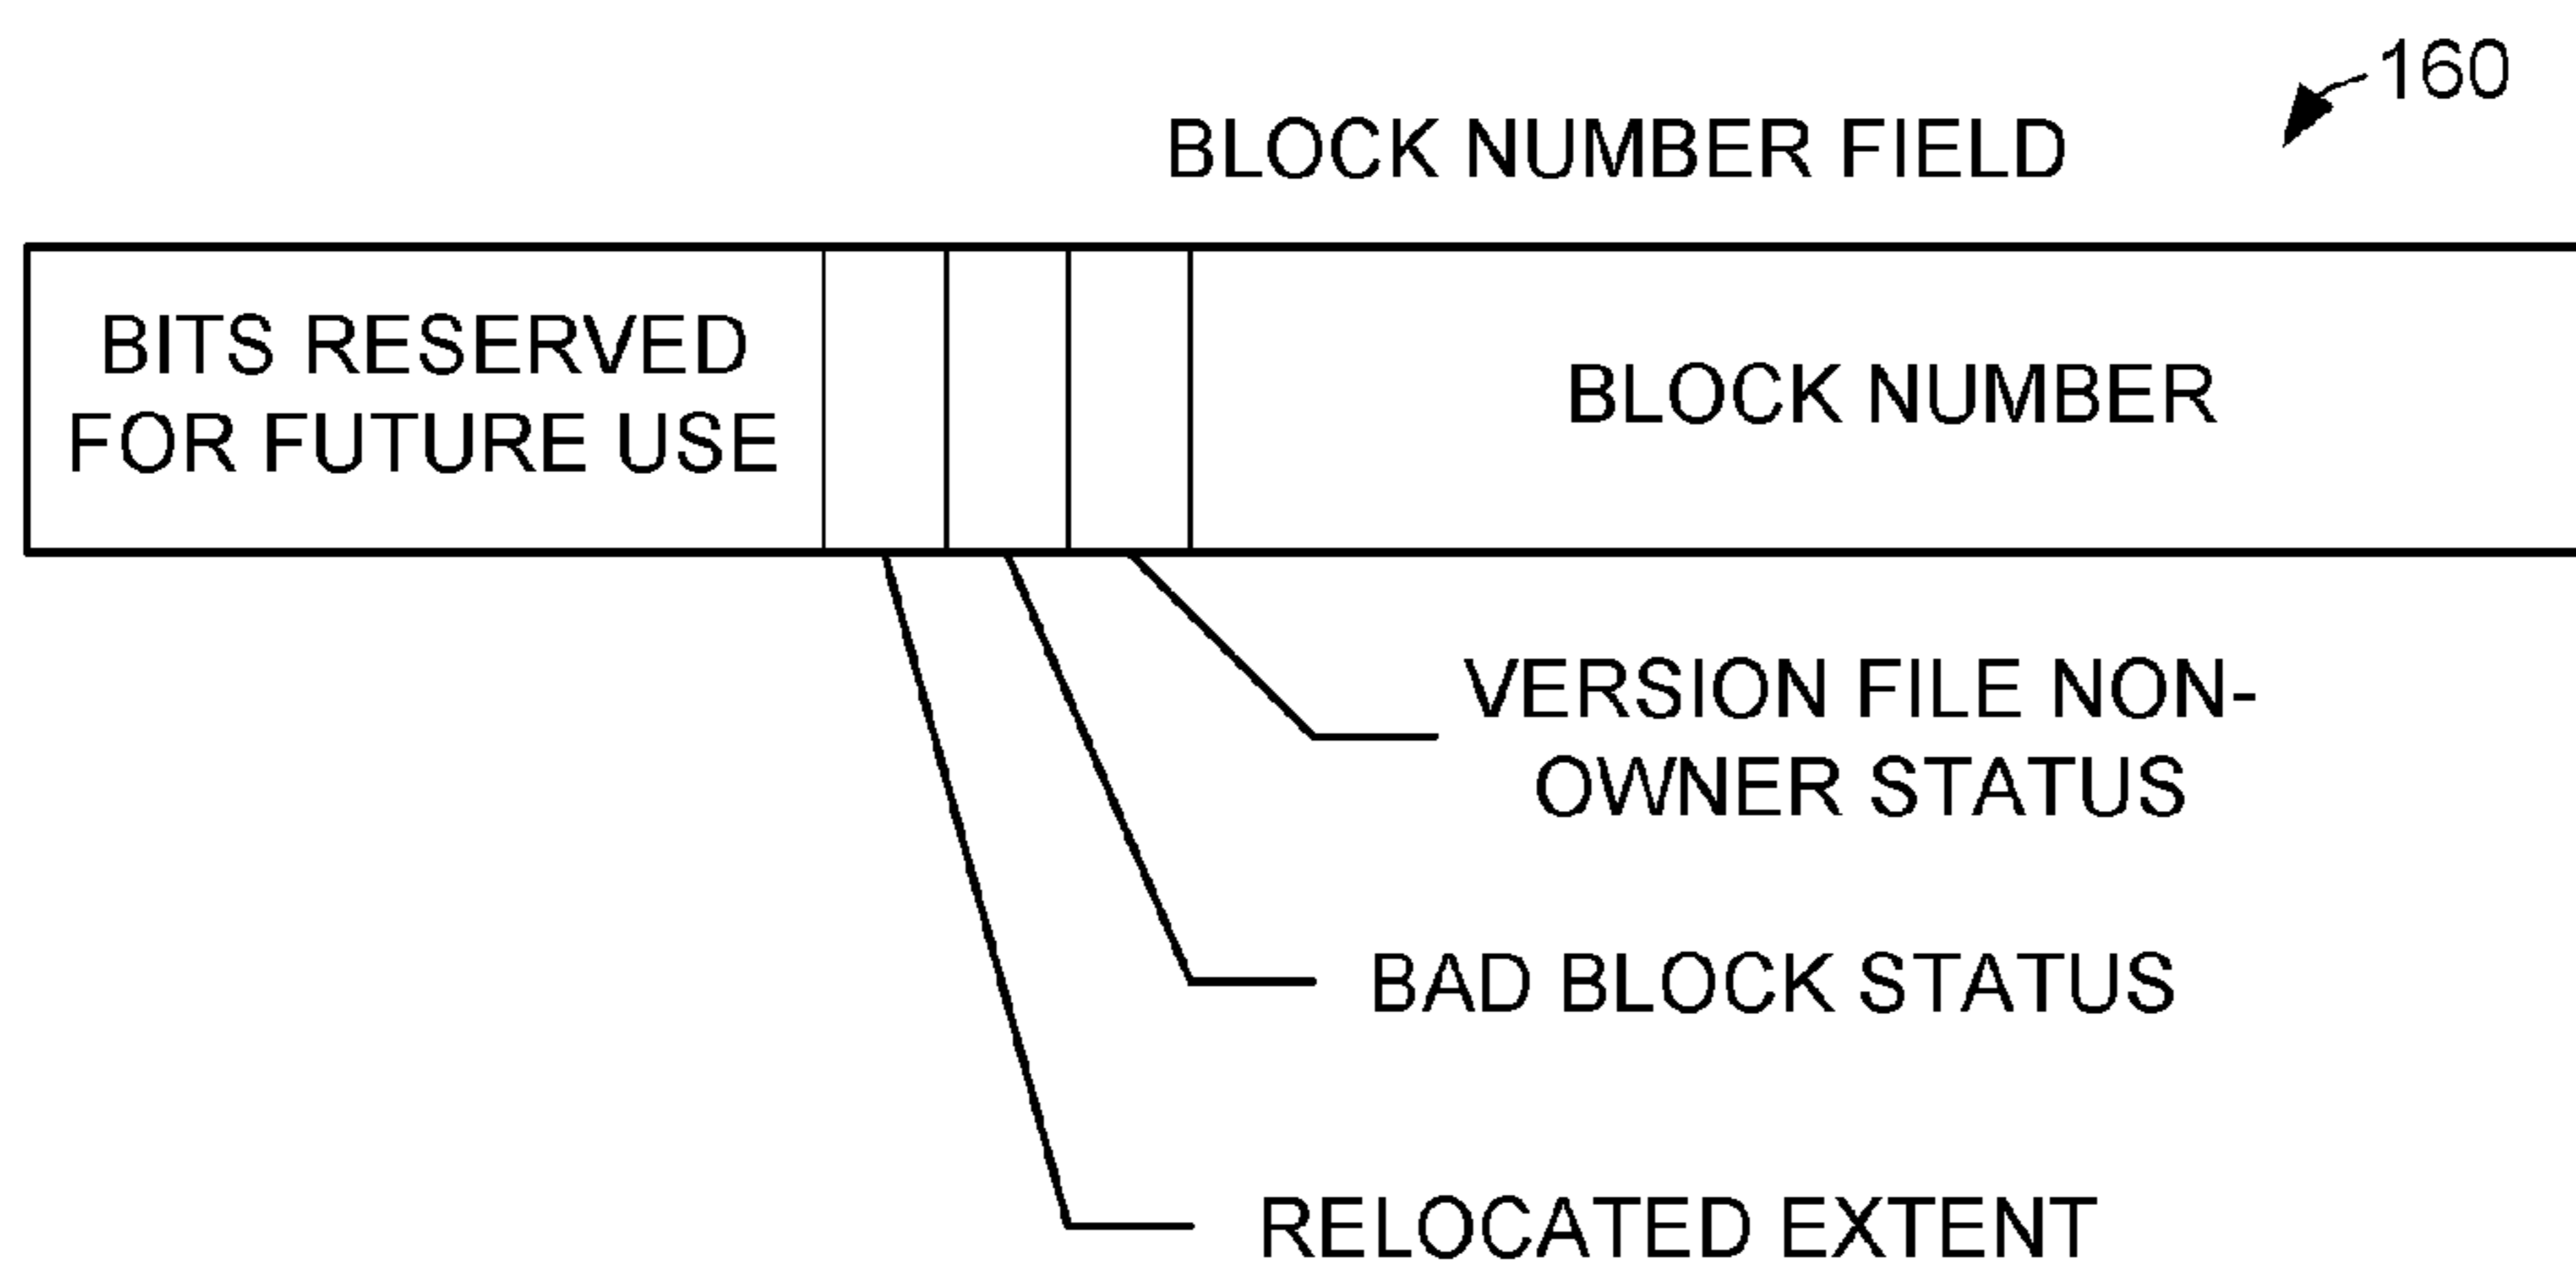 160
BLOCK NUMBER FIELD
BITS RESERVED
FOR FUTURE USE
BLOCK NUMBER
VERSION FILE NON-
OWNER STATUS
BAD BLOCK STATUS
RELOCATED EXTENT